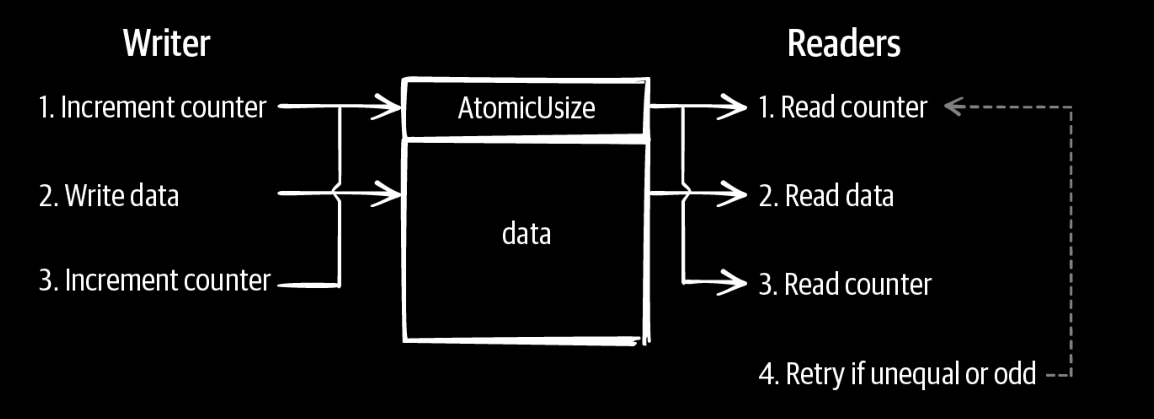 Writer
1. Increment counter
2. Write data
3. Increment counter
AtomicUsize
data
Readers
1. Read counter
2. Read data
3. Read counter
4. Retry if unequal or odd